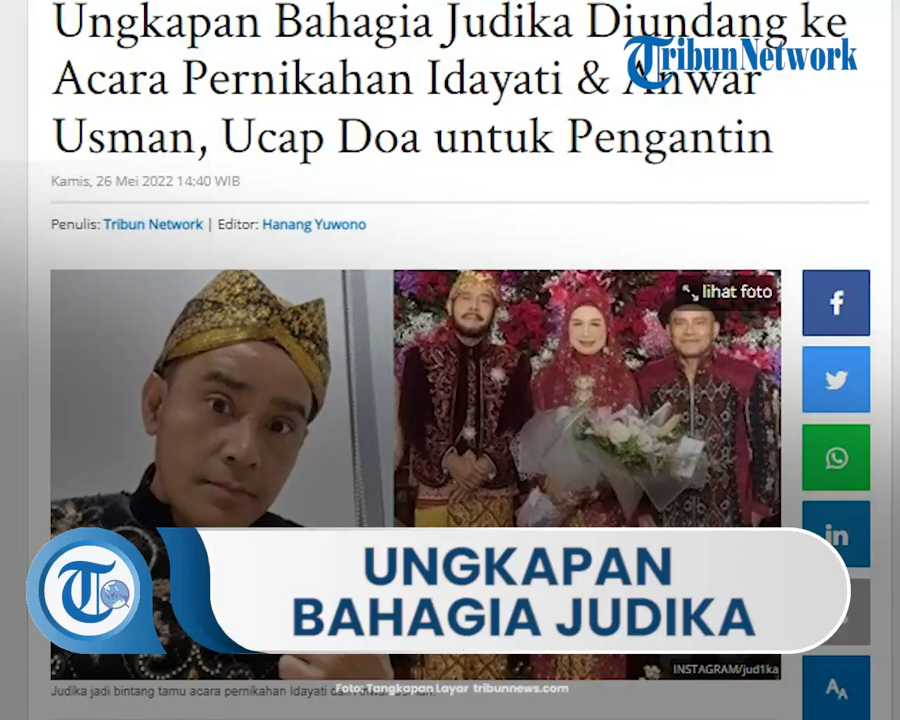 Ungkapan Bahagia Judika Diundang ke
TribunNetwork
Acara Pernikahan Idayati & Anwar
Usman, Ucap Doa untuk Pengantin
Kamis, 26 Mei 2022 14:40 WIB
Penulis: Tribun Network | Editor: Hanang Yuwono
lihat foto
f
in
T
UNGKAPAN
BAHAGIA JUDIKA
INSTAGRAM/jud1ka
Judika jadi bintang tamu acara pernikahan Idayati
Foto: Tangkapan Layar tribunnews.com
AA